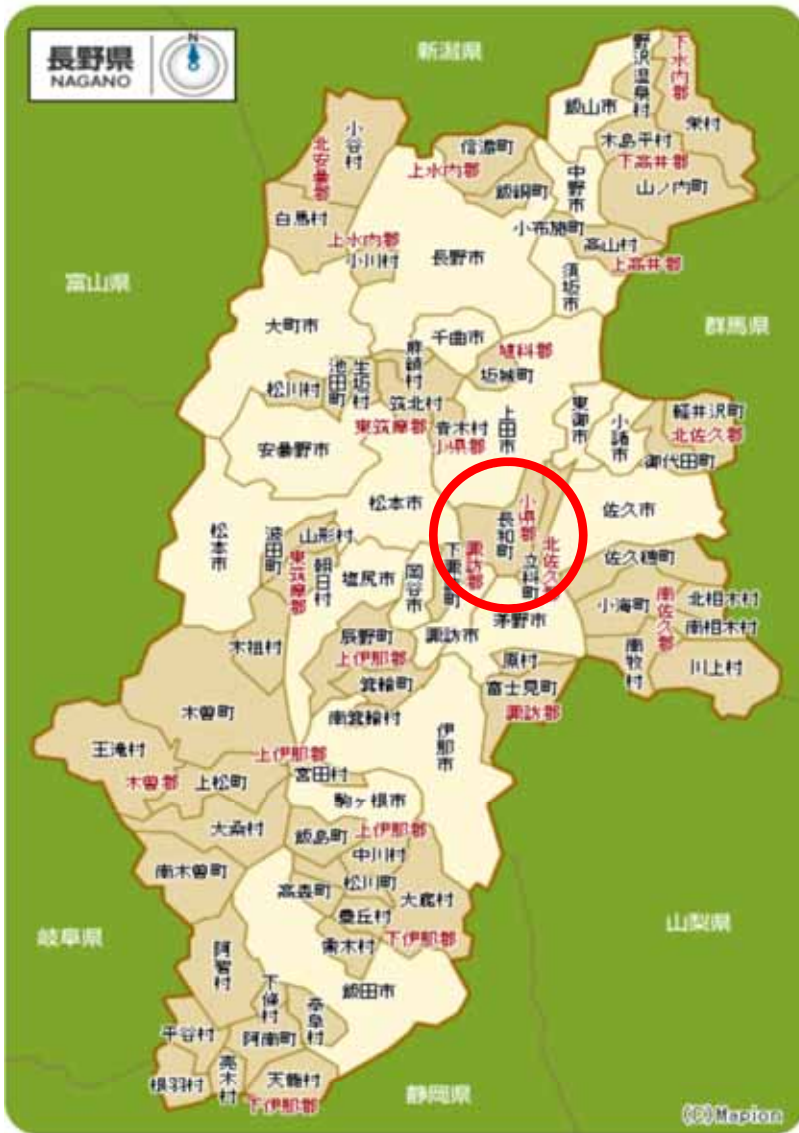 長野県
NAGANO
N
新潟県
富山県
群馬県
岐阜県
山梨県
静岡県
下水内郡
野沢温泉村
飯山市
栄村
木島平村
下高井郡
山ノ内町
中野市
小谷村
北安曇郡
白馬村
信濃町
上水内郡
飯綱町
上水内郡
小川村
長野市
小布施町
高山村
上高井郡
須坂市
大町市
千曲市
埴科郡
坂城町
麻績村
生坂村
池田町
松川村
筑北村
東筑摩郡
青木村
小県郡
上田市
東御市
小諸市
軽井沢町
北佐久郡
御代田町
安曇野市
松本市
松本市
小県郡
長和町
佐久市
波田町
山形村
朝日村
東筑摩郡
塩尻市
岡谷市
下諏訪町
諏訪郡
立科町
北佐久郡
佐久穂町
小海町
南佐久郡
北相木村
南相木村
南牧村
川上村
茅野市
諏訪市
原村
富士見町
諏訪郡
木祖村
辰野町
上伊那郡
箕輪町
南箕輪村
伊那市
木曽町
王滝村
木曽郡
上松町
上伊那郡
宮田村
駒ヶ根市
大桑村
飯島町
上伊那郡
中川村
南木曽町
高森町
松川町
大鹿村
豊丘村
喬木村
下伊那郡
飯田市
阿智村
下條村
泰阜村
平谷村
阿南町
根羽村
売木村
天龍村
下伊那郡
(C)Mapion